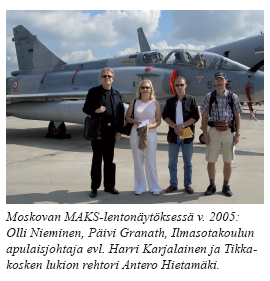 Moskovan MAKS-lentonäytöksessä v. 2005:
Olli Nieminen, Päivi Granath, Ilmasotakoulun
apulaisjohtaja evl. Harri Karjalainen ja Tikka-
kosken lukion rehtori Antero Hietamäki.